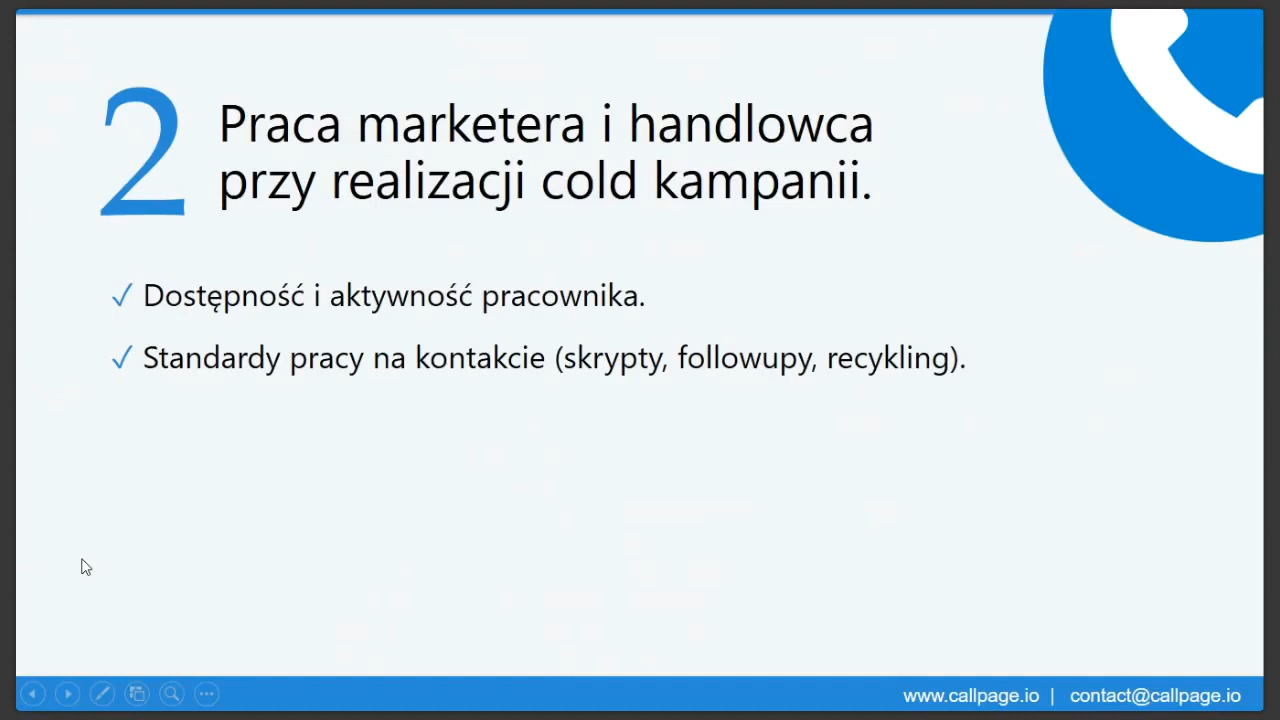 2
Praca marketera i handlowca
przy realizacji cold kampanii.
✓ Dostępność i aktywność pracownika.
✓ Standardy pracy na kontakcie (skrypty, followupy, recykling).
www.callpage.io | contact@callpage.io